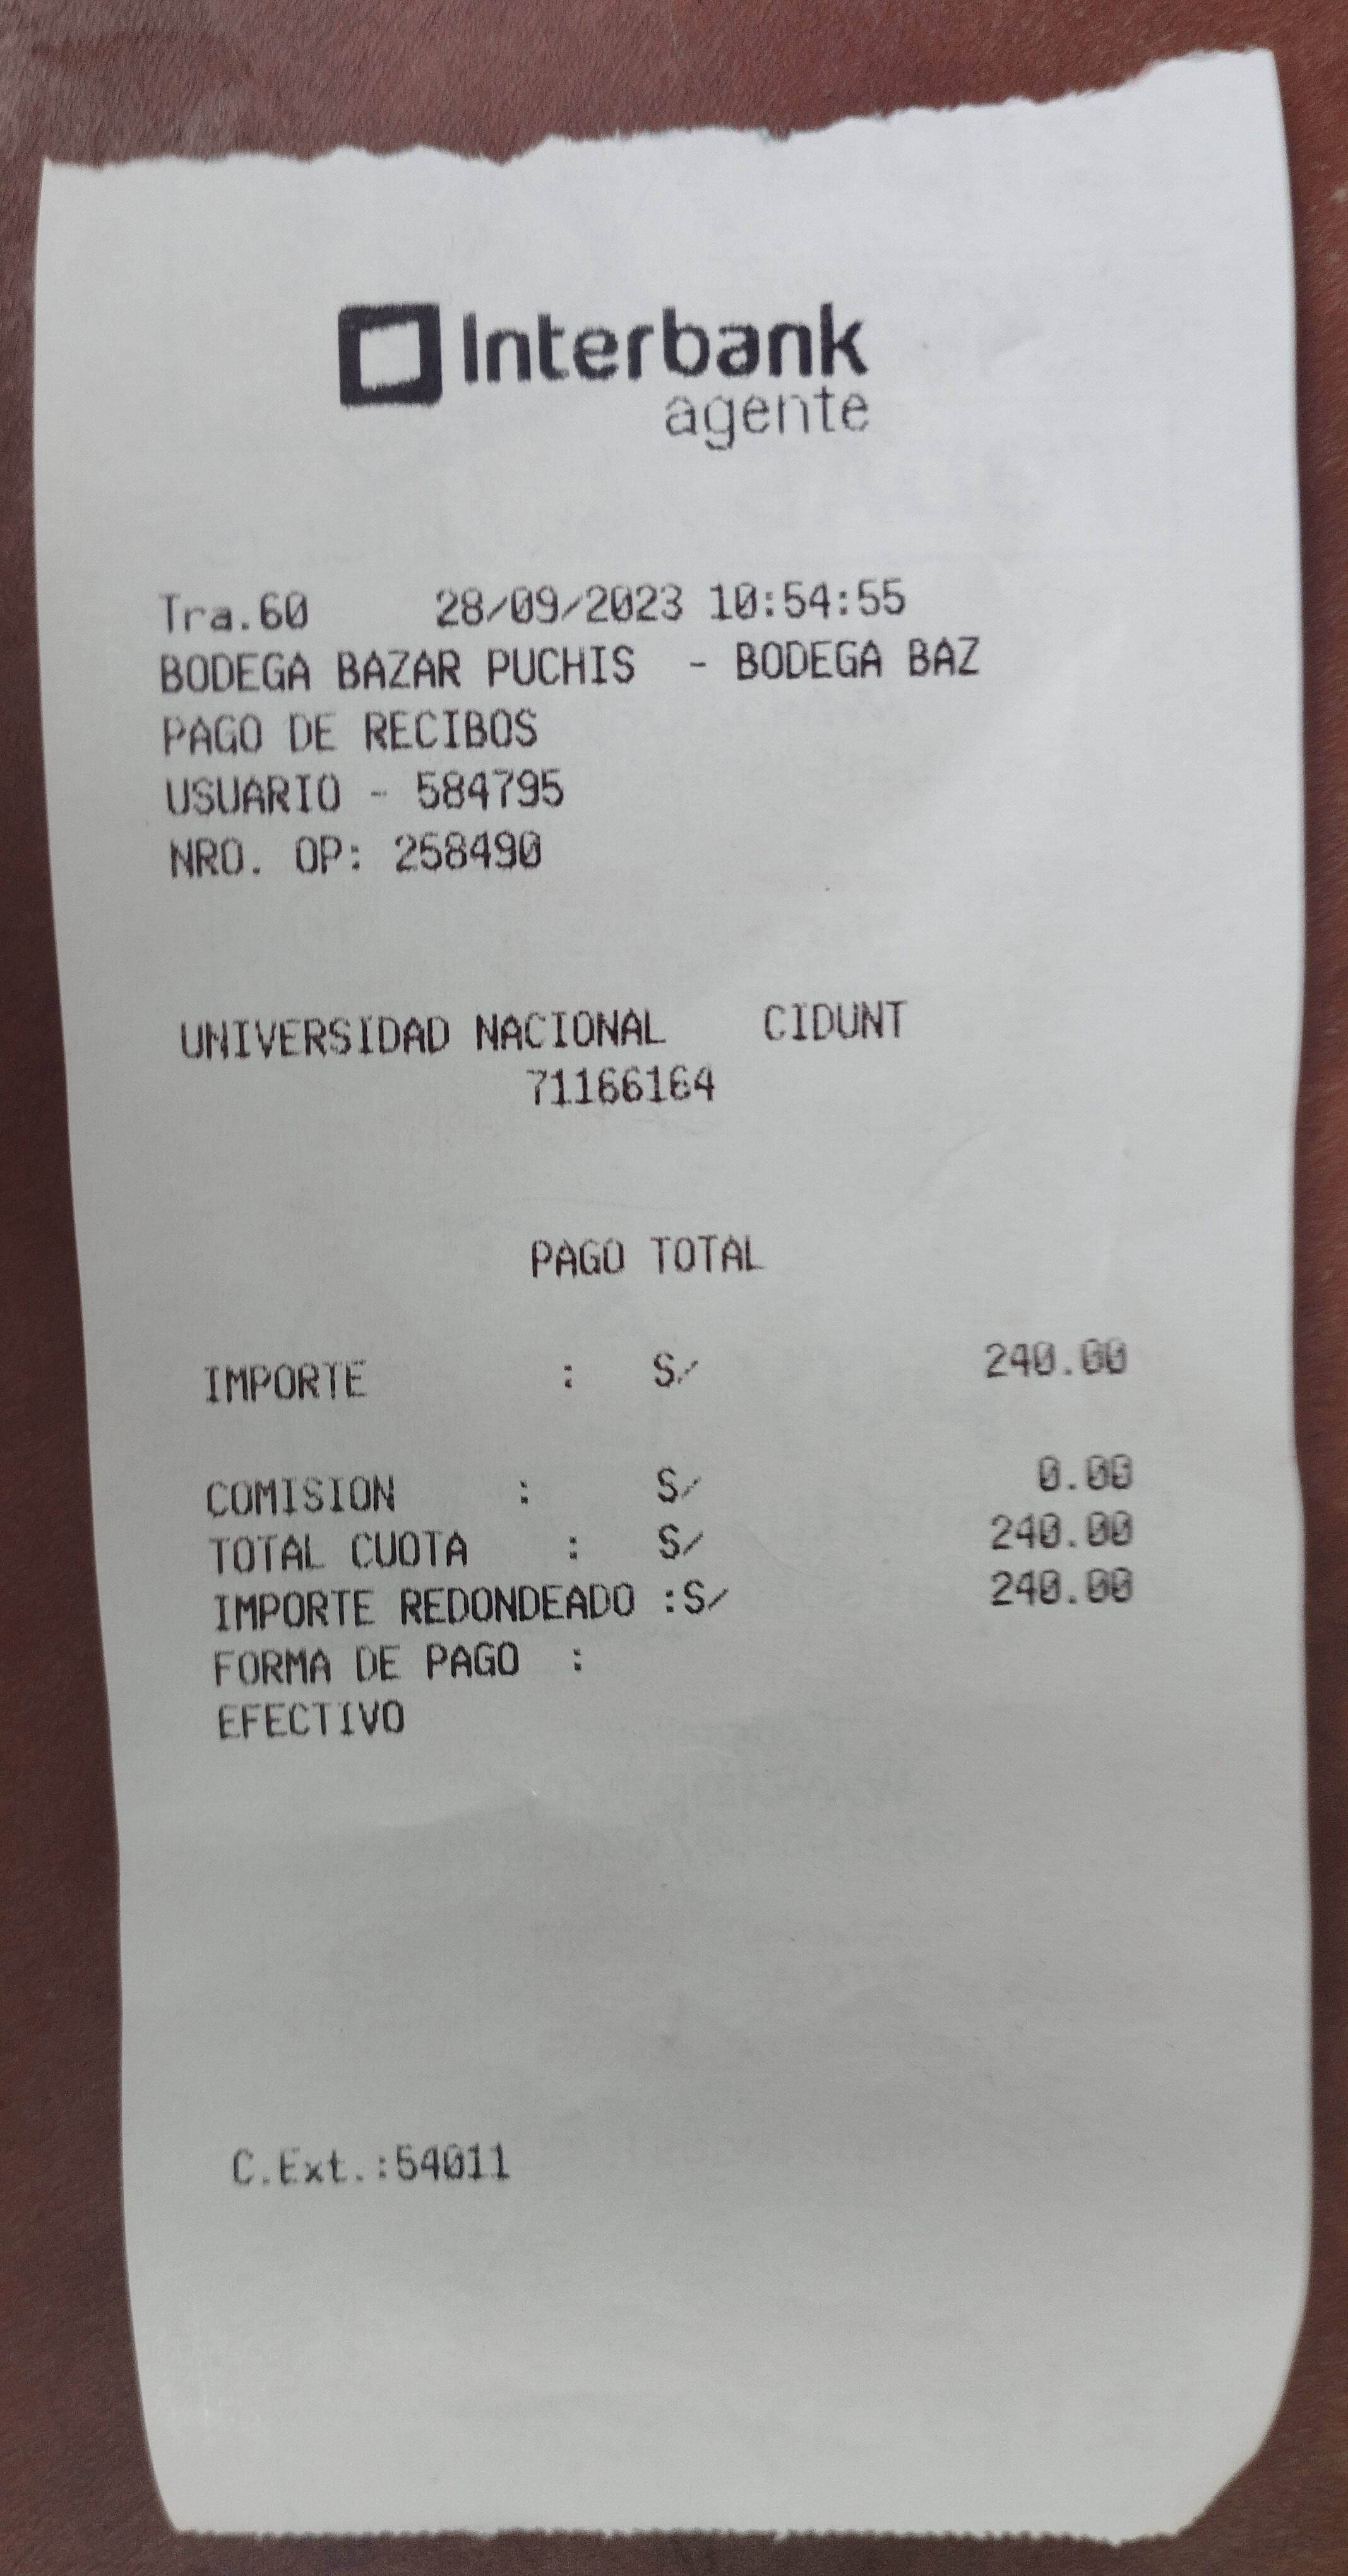 Interbank
agente
Tra.60 28/09/2023 10:54:55
BODEGA BAZAR PUCHIS - BODEGA BAZ
PAGO DE RECIBOS
USUARIO - 584795
NRO. OP: 258490
UNIVERSIDAD NACIONAL CIDUNT
71166164
PAGO TOTAL
IMPORTE : S/ 240.00
COMISION : S/ 0.00
TOTAL CUOTA : S/ 240.00
IMPORTE REDONDEADO :S/ 240.00
FORMA DE PAGO :
EFECTIVO
C.Ext.:54011